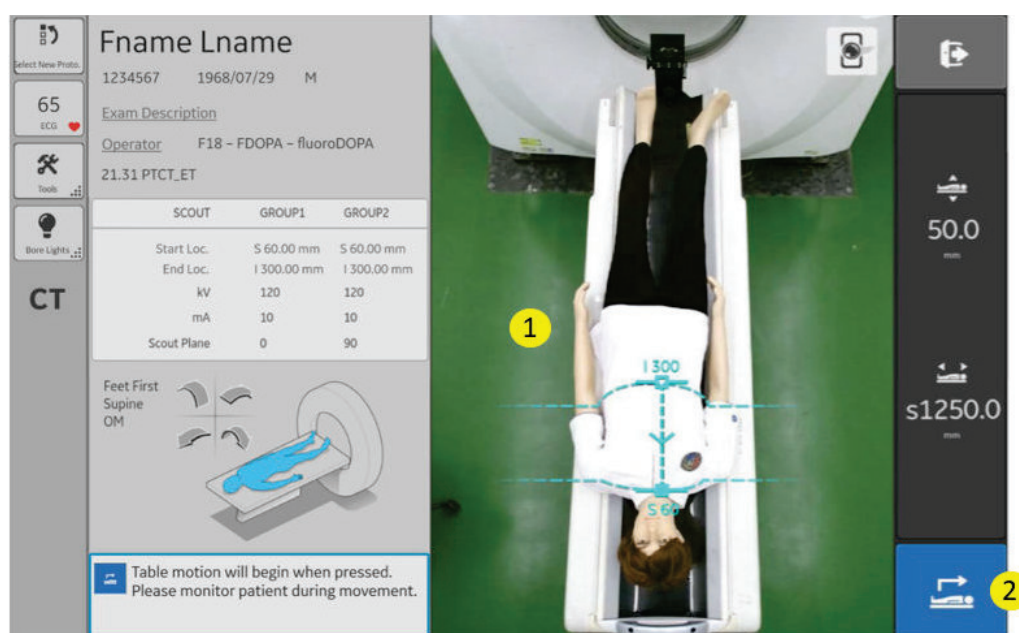 Select New Proto.
65
ECG
Tools
Bore Lights
CT
Fname Lname
1234567 1968/07/29 M
Exam Description
Operator F18 – FDOPA – fluoroDOPA
21.31 PTCT_ET
SCOUT GROUP1 GROUP2
Start Loc. S 60.00 mm S 60.00 mm
End Loc. I 300.00 mm I 300.00 mm
kV 120 120
mA 10 10
Scout Plane 0 90
Feet First
Supine
OM
Table motion will begin when pressed.
Please monitor patient during movement.
1
I 300
S 60
50.0
mm
s1250.0
mm
2